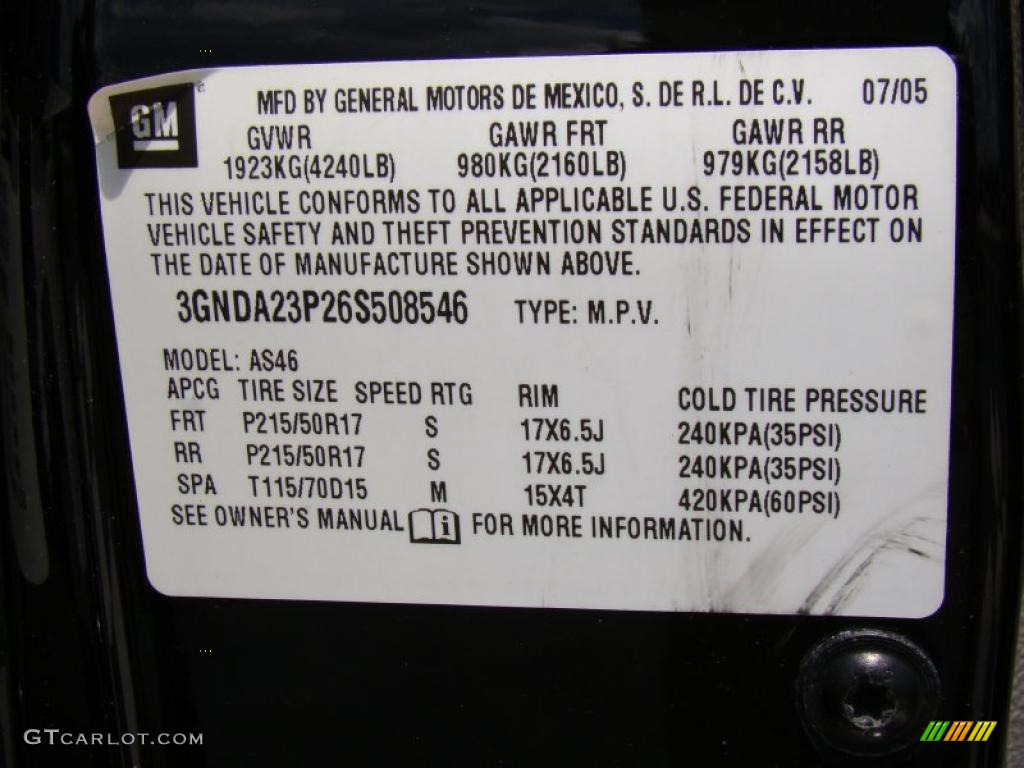 GM
MFD BY GENERAL MOTORS DE MEXICO, S. DE R.L. DE C.V. 07/05
GVWR GAWR FRT GAWR RR
1923KG(4240LB) 980KG(2160LB) 979KG(2158LB)
THIS VEHICLE CONFORMS TO ALL APPLICABLE U.S. FEDERAL MOTOR
VEHICLE SAFETY AND THEFT PREVENTION STANDARDS IN EFFECT ON
THE DATE OF MANUFACTURE SHOWN ABOVE.
3GNDA23P26S508546 TYPE: M.P.V.
MODEL: AS46
APCG TIRE SIZE SPEED RTG RIM COLD TIRE PRESSURE
FRT P215/50R17 S 17X6.5J 240KPA(35PSI)
RR P215/50R17 S 17X6.5J 240KPA(35PSI)
SPA T115/70D15 M 15X4T 420KPA(60PSI)
SEE OWNER'S MANUAL i FOR MORE INFORMATION.
GTCARLOT.COM